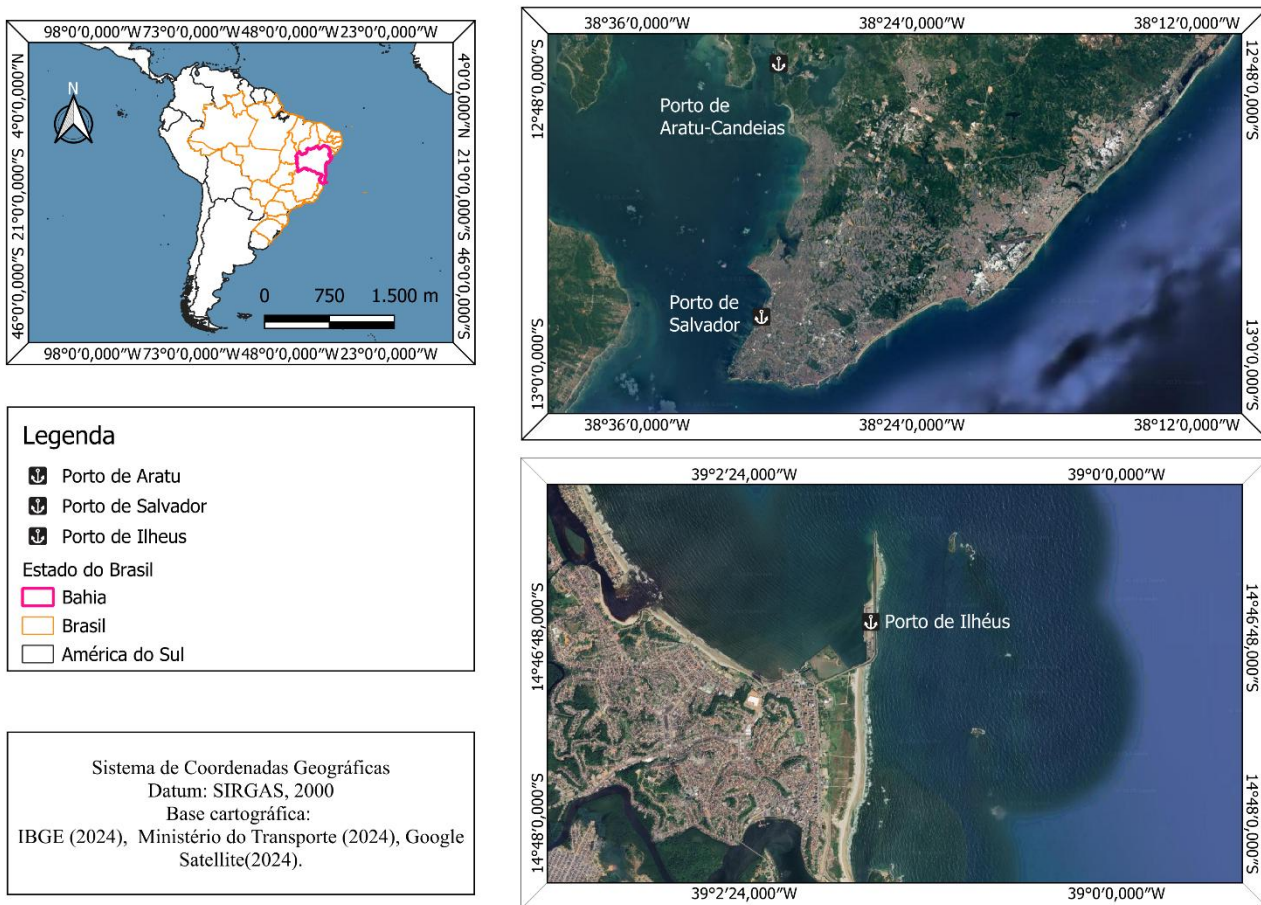 98°0′0,000″W 73°0′0,000″W 48°0′0,000″W 23°0′0,000″W
46°0′0,000″S 21°0′0,000″S 4°0′0,000″N
N
0 750 1.500 m
46°0′0,000″S 21°0′0,000″S 4°0′0,000″N
98°0′0,000″W 73°0′0,000″W 48°0′0,000″W 23°0′0,000″W
Legenda
Porto de Aratu
Porto de Salvador
Porto de Ilheus
Estado do Brasil
Bahia
Brasil
América do Sul
Sistema de Coordenadas Geográficas
Datum: SIRGAS, 2000
Base cartográfica:
IBGE (2024), Ministério do Transporte (2024), Google
Satellite(2024).
38°36′0,000″W 38°24′0,000″W 38°12′0,000″W
13°0′0,000″S 12°48′0,000″S
Porto de
Aratu-Candeias
Porto de
Salvador
12°48′0,000″S 13°0′0,000″S
38°36′0,000″W 38°24′0,000″W 38°12′0,000″W
39°2′24,000″W 39°0′0,000″W
14°48′0,000″S 14°46′48,000″S
Porto de Ilhéus
14°46′48,000″S 14°48′0,000″S
39°2′24,000″W 39°0′0,000″W